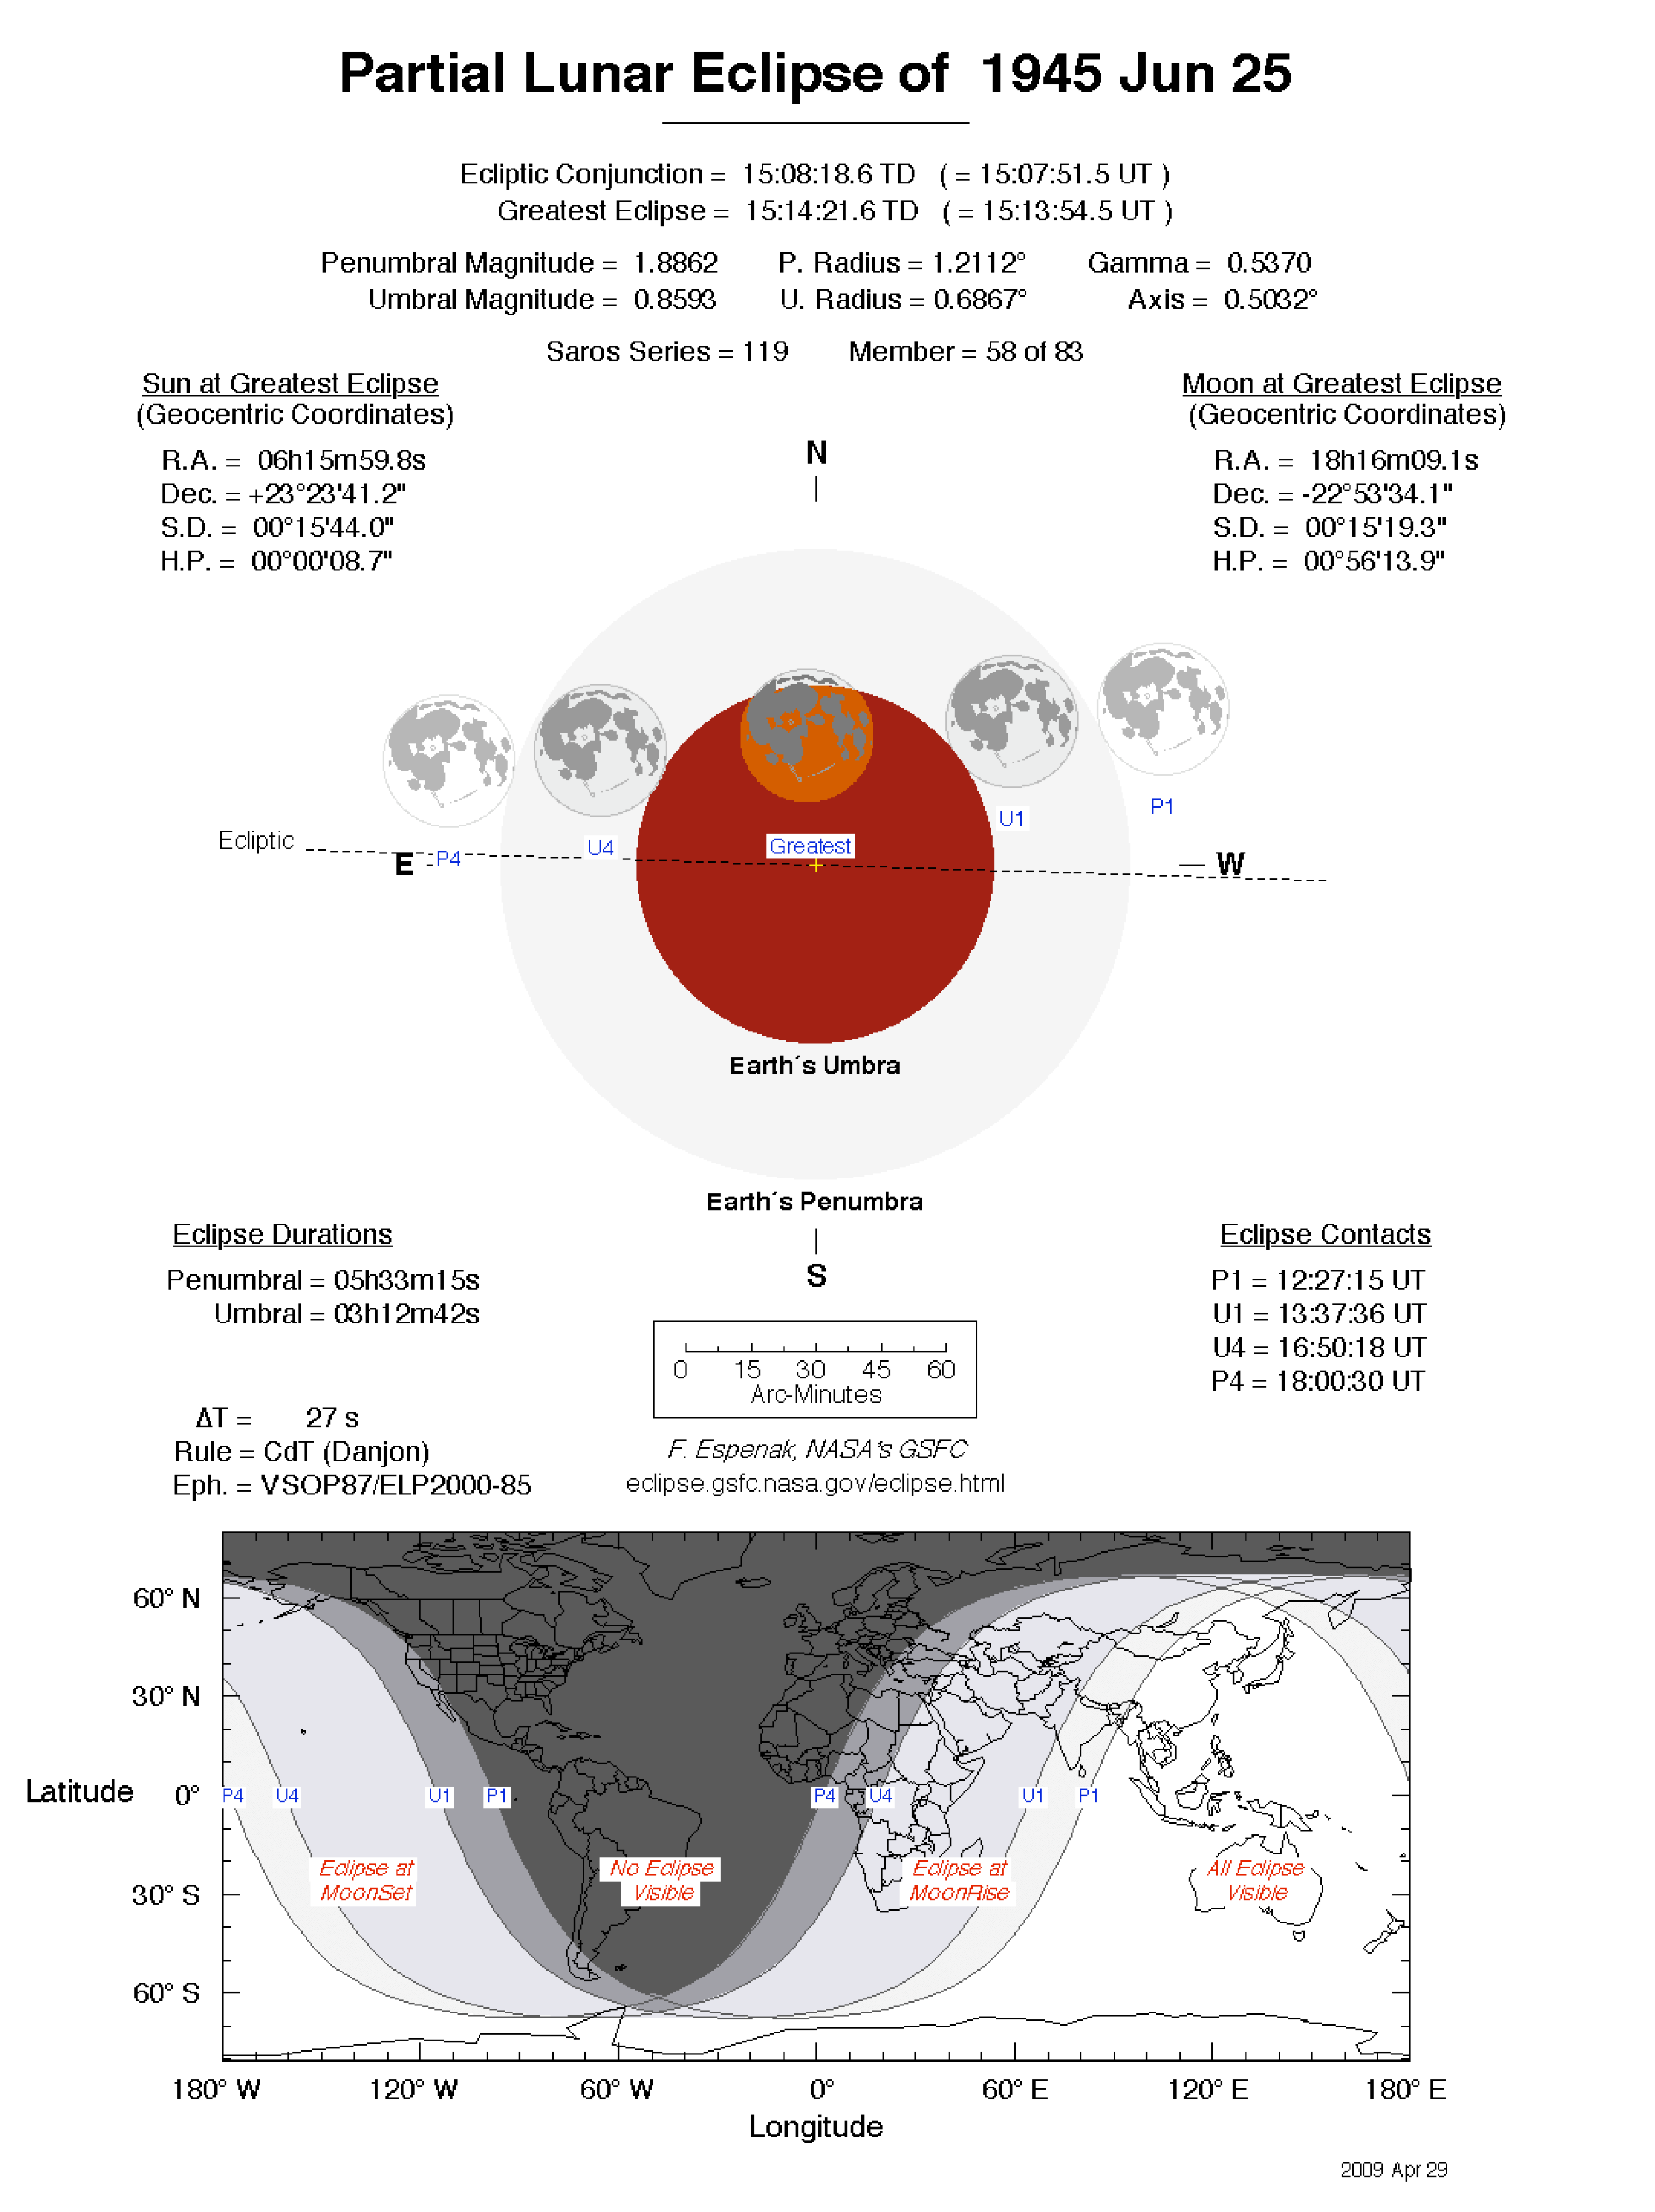 Partial Lunar Eclipse of 1945 Jun 25
Ecliptic Conjunction = 15:08:18.6 TD ( = 15:07:51.5 UT )
Greatest Eclipse = 15:14:21.6 TD ( = 15:13:54.5 UT )
Penumbral Magnitude = 1.8862 P. Radius = 1.2112° Gamma = 0.5370
Umbral Magnitude = 0.8593 U. Radius = 0.6867° Axis = 0.5032°
Saros Series = 119 Member = 58 of 83
Sun at Greatest Eclipse
(Geocentric Coordinates)
R.A. = 06h15m59.8s
Dec. = +23°23'41.2"
S.D. = 00°15'44.0"
H.P. = 00°00'08.7"
Moon at Greatest Eclipse
(Geocentric Coordinates)
R.A. = 18h16m09.1s
Dec. = -22°53'34.1"
S.D. = 00°15'19.3"
H.P. = 00°56'13.9"
N
P1
U1
Greatest
U4
P4
Ecliptic
E
W
Earth´s Umbra
Earth´s Penumbra
S
Eclipse Durations
Penumbral = 05h33m15s
Umbral = 03h12m42s
Eclipse Contacts
P1 = 12:27:15 UT
U1 = 13:37:36 UT
U4 = 16:50:18 UT
P4 = 18:00:30 UT
0 15 30 45 60
Arc-Minutes
ΔT = 27 s
Rule = CdT (Danjon)
Eph. = VSOP87/ELP2000-85
F. Espenak, NASA's GSFC
eclipse.gsfc.nasa.gov/eclipse.html
60° N
30° N
Latitude 0°
30° S
60° S
P4 U4 U1 P1 P4 U4 U1 P1
Eclipse at
MoonSet
No Eclipse
Visible
Eclipse at
MoonRise
All Eclipse
Visible
180° W 120° W 60° W 0° 60° E 120° E 180° E
Longitude
2009 Apr 29